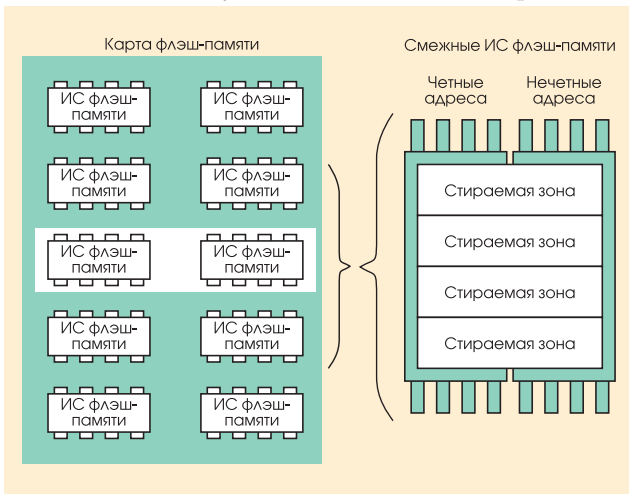 Карта флэш-памяти
ИС флэш-
памяти
ИС флэш-
памяти
ИС флэш-
памяти
ИС флэш-
памяти
ИС флэш-
памяти
ИС флэш-
памяти
ИС флэш-
памяти
ИС флэш-
памяти
ИС флэш-
памяти
ИС флэш-
памяти
Смежные ИС флэш-памяти
Четные
адреса
Нечетные
адреса
Стираемая зона
Стираемая зона
Стираемая зона
Стираемая зона